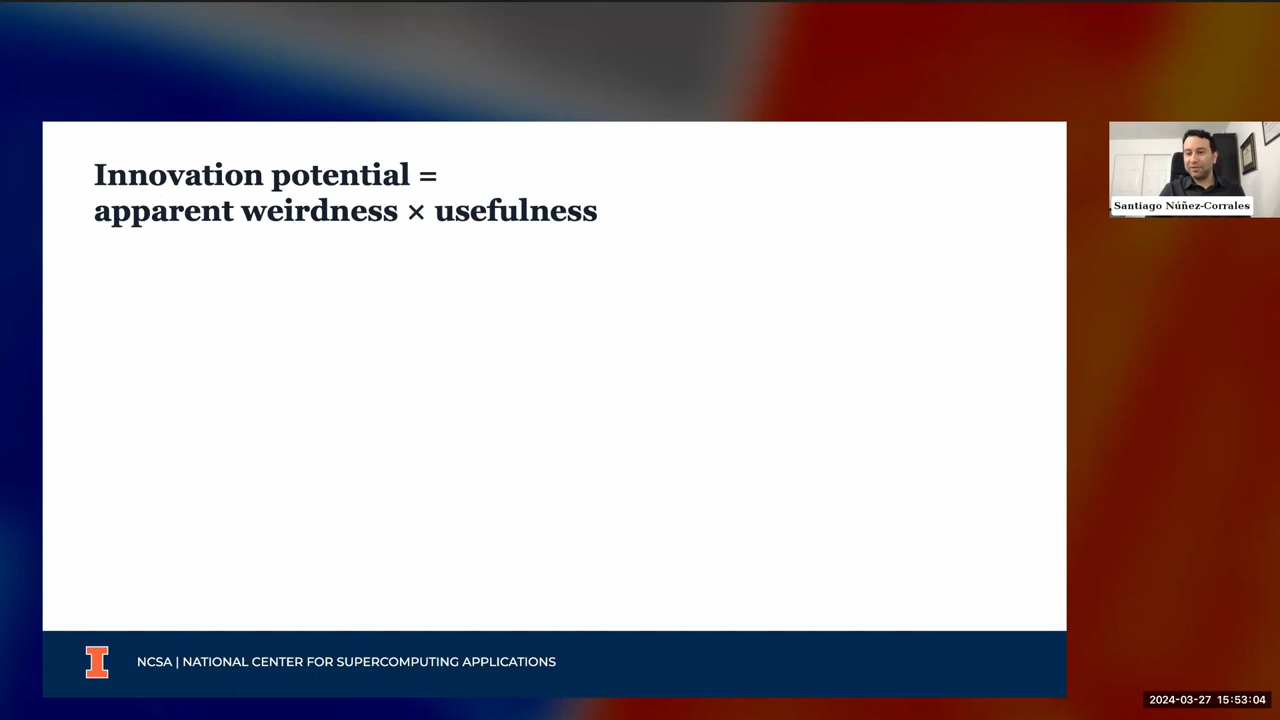 Innovation potential =
apparent weirdness × usefulness
Santiago Núñez-Corrales
NCSA | NATIONAL CENTER FOR SUPERCOMPUTING APPLICATIONS
2024-03-27 15:53:04